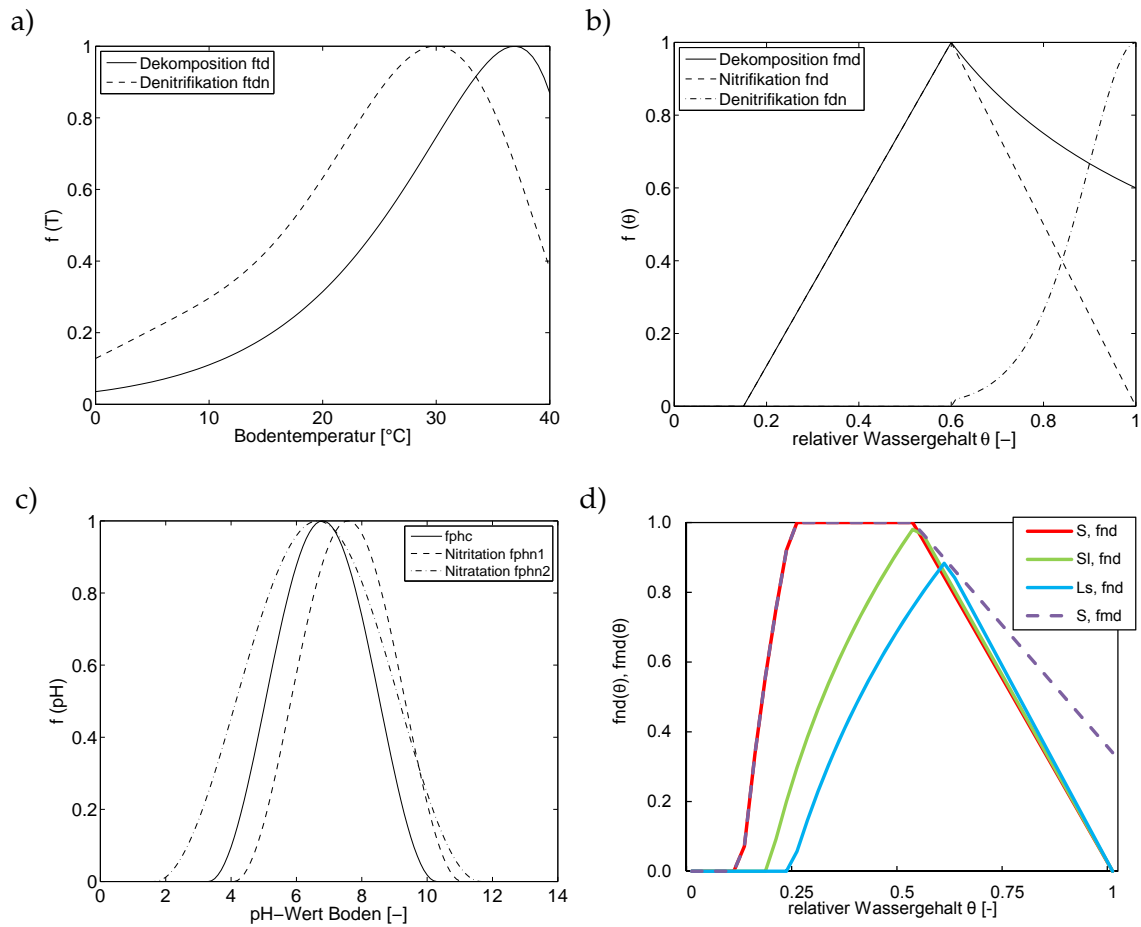 a)
Dekomposition ftd
Denitrifikation ftdn
f (T)
1
0.8
0.6
0.4
0.2
0
0
10
20
30
40
Bodentemperatur [°C]
b)
Dekomposition fmd
Nitrifikation fnd
Denitrifikation fdn
f (θ)
1
0.8
0.6
0.4
0.2
0
0.2
0.4
0.6
0.8
1
relativer Wassergehalt θ [–]
c)
fphc
Nitritation fphn1
Nitratation fphn2
f (pH)
1
0.8
0.6
0.4
0.2
0
0
2
4
6
8
10
12
14
pH–Wert Boden [–]
d)
S, fnd
Sl, fnd
Ls, fnd
S, fmd
fnd(θ), fmd(θ)
1.0
0.8
0.6
0.4
0.2
0.0
0
0.25
0.5
0.75
1
relativer Wassergehalt θ [-]